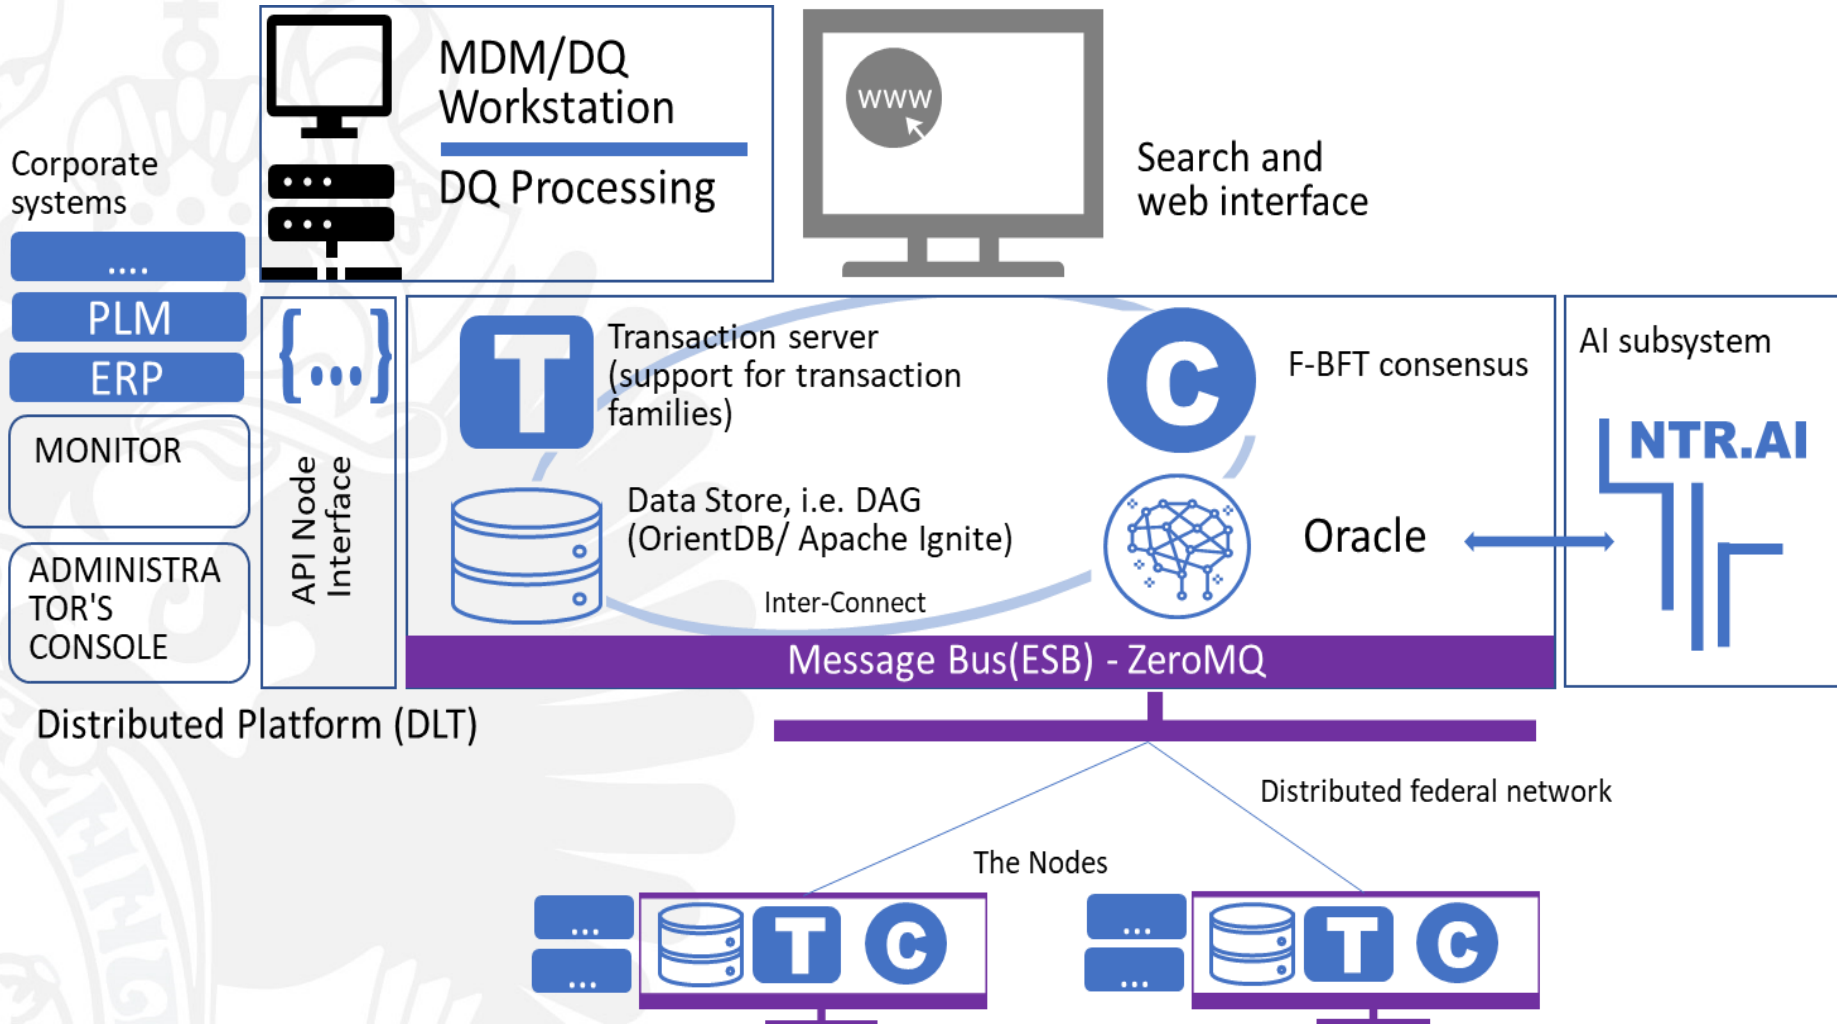 MDM/DQ
Workstation
DQ Processing
www
Search and
web interface
Corporate
systems
....
PLM
ERP
MONITOR
ADMINISTRA
TOR'S
CONSOLE
{...}
API Node
Interface
T
Transaction server
(support for transaction
families)
C
F-BFT consensus
Data Store, i.e. DAG
(OrientDB/ Apache Ignite)
Oracle
Inter-Connect
Message Bus(ESB) - ZeroMQ
AI subsystem
NTR.AI
Distributed Platform (DLT)
Distributed federal network
The Nodes
...
...
T
C
...
...
T
C